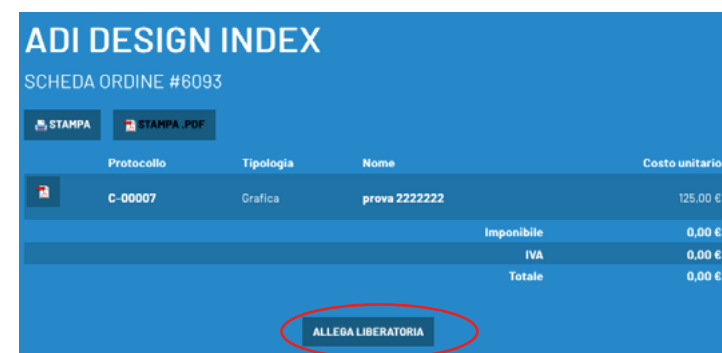 ADI DESIGN INDEX
SCHEDA ORDINE #6093
STAMPA STAMPA .PDF
Protocollo Tipologia Nome Costo unitario
C-00007 Grafica prova 2222222 125,00 €
Imponibile 0,00 €
IVA 0,00 €
Totale 0,00 €
ALLEGA LIBERATORIA